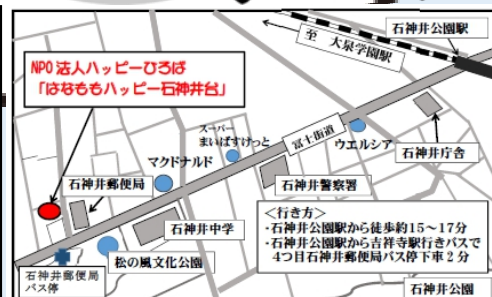 石神井公園駅
至　大泉学園駅
NPO法人ハッピーひろば
「はなももハッピー石神井台」
スーパー
まいばすけっと
冨士街道
ウエルシア
マクドナルド
石神井庁舎
石神井郵便局
石神井警察署
石神井中学
<行き方>
・石神井公園駅から徒歩約15～17分
・石神井公園駅から吉祥寺駅行きバスで
4つ目石神井郵便局バス停下車2分
松の風文化公園
石神井郵便局
バス停
石神井公園